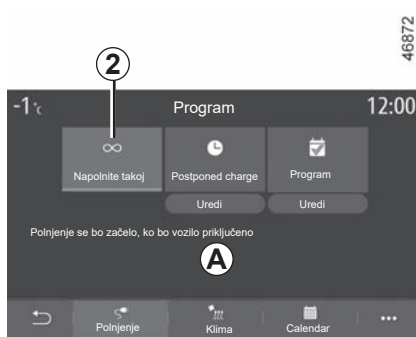 46872
2
-1 °c Program 12:00
∞
Napolnite takoj Postponed charge Program
Uredi Uredi
Polnjenje se bo začelo, ko bo vozilo priključeno
A
Polnjenje Klima Calendar •••